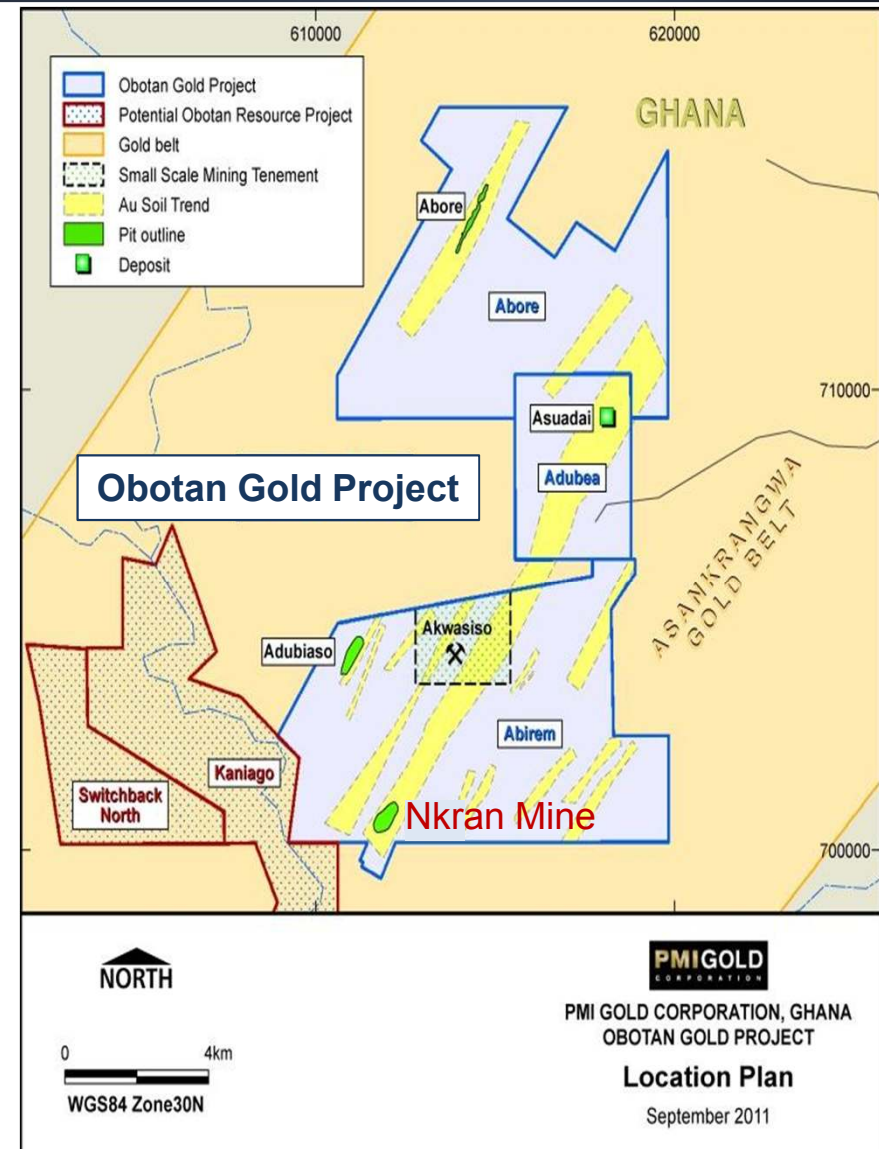 610000
620000
Obotan Gold Project
Potential Obotan Resource Project
Gold belt
Small Scale Mining Tenement
Au Soil Trend
Pit outline
Deposit
GHANA
Abore
Abore
710000
Asuadai
Adubea
Obotan Gold Project
ASANKRANGWA
GOLD BELT
Akwasiso
Adubiaso
Abirem
Kaniago
Switchback
North
Nkran Mine
700000
NORTH
0 4km
WGS84 Zone30N
PMIGOLD
CORPORATION
PMI GOLD CORPORATION, GHANA
OBOTAN GOLD PROJECT
Location Plan
September 2011